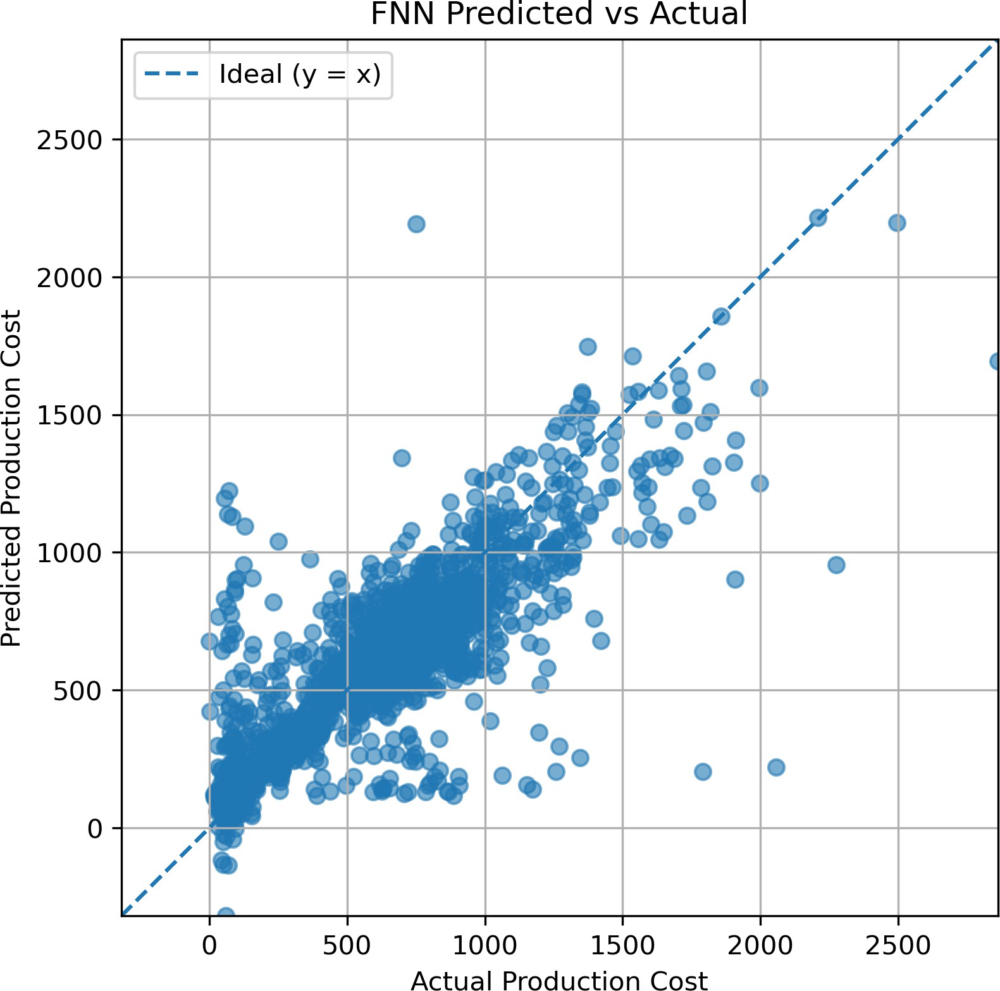 FNN Predicted vs Actual
Ideal (y = x)
Predicted Production Cost
2500
2000
1500
1000
500
0
0 500 1000 1500 2000 2500
Actual Production Cost